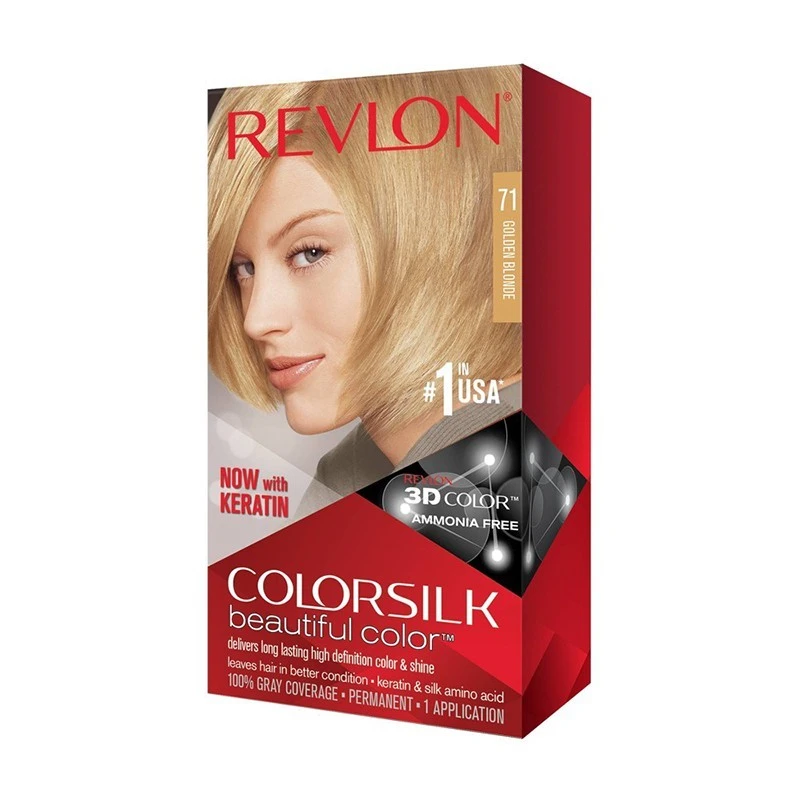 REVLON®
71
GOLDEN BLONDE
#1 IN USA*
NOW with
KERATIN
REVLON
3D COLOR™
AMMONIA FREE
COLORSILK
beautiful color™
delivers long lasting high definition color & shine
leaves hair in better condition • keratin & silk amino acid
100% GRAY COVERAGE • PERMANENT • 1 APPLICATION